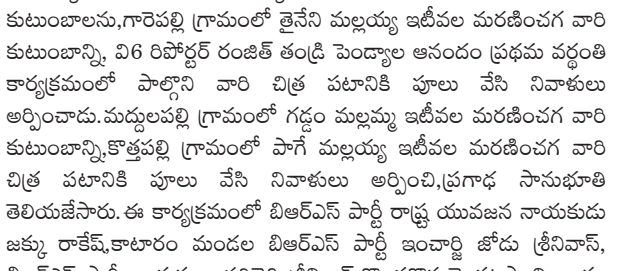 కుటుంబాలను,గారెపల్లి గ్రామంలో తైనేని మల్లయ్య ఇటీవల మరణించగ వారి
కుటుంబాన్ని, వి6 రిపోర్టర్ రంజిత్ తండ్రి పెండ్యాల ఆనందం ప్రథమ వర్థంతి
కార్యక్రమంలో పాల్గొని వారి చిత్ర పటానికి పూలు వేసి నివాళులు
అర్పించాడు.మద్దులపల్లి గ్రామంలో గడ్డం మల్లమ్మ ఇటీవల మరణించగ వారి
కుటుంబాన్ని,కొత్తపల్లి గ్రామంలో పాగే మల్లయ్య ఇటీవల మరణించగ వారి
చిత్ర పటానికి పూలు వేసి నివాళులు అర్పించి,ప్రగాఢ సానుభూతి
తెలియజేసారు.ఈ కార్యక్రమంలో బిఆర్ఎస్ పార్టీ రాష్ట్ర యువజన నాయకుడు
జక్కు రాకేష్,కాటారం మండల బిఆర్ఎస్ పార్టీ ఇంచార్జి జోడు శ్రీనివాస్,